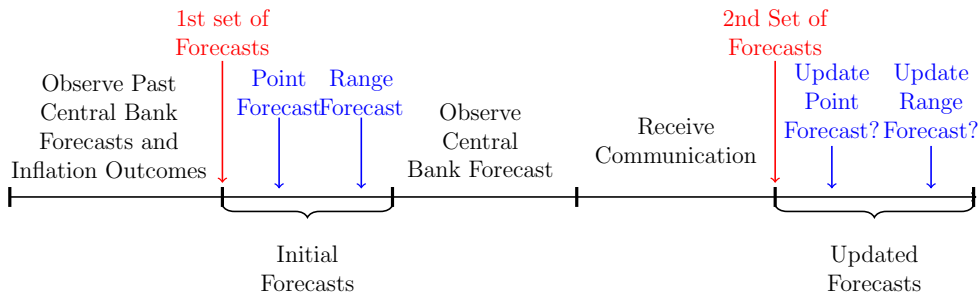 1st set of
Forecasts
Observe Past
Central Bank
Forecasts and
Inflation Outcomes
Point
Forecast
Range
Forecast
Observe
Central
Bank Forecast
Receive
Communication
2nd Set of
Forecasts
Update
Point
Forecast?
Update
Range
Forecast?
Initial
Forecasts
Updated
Forecasts